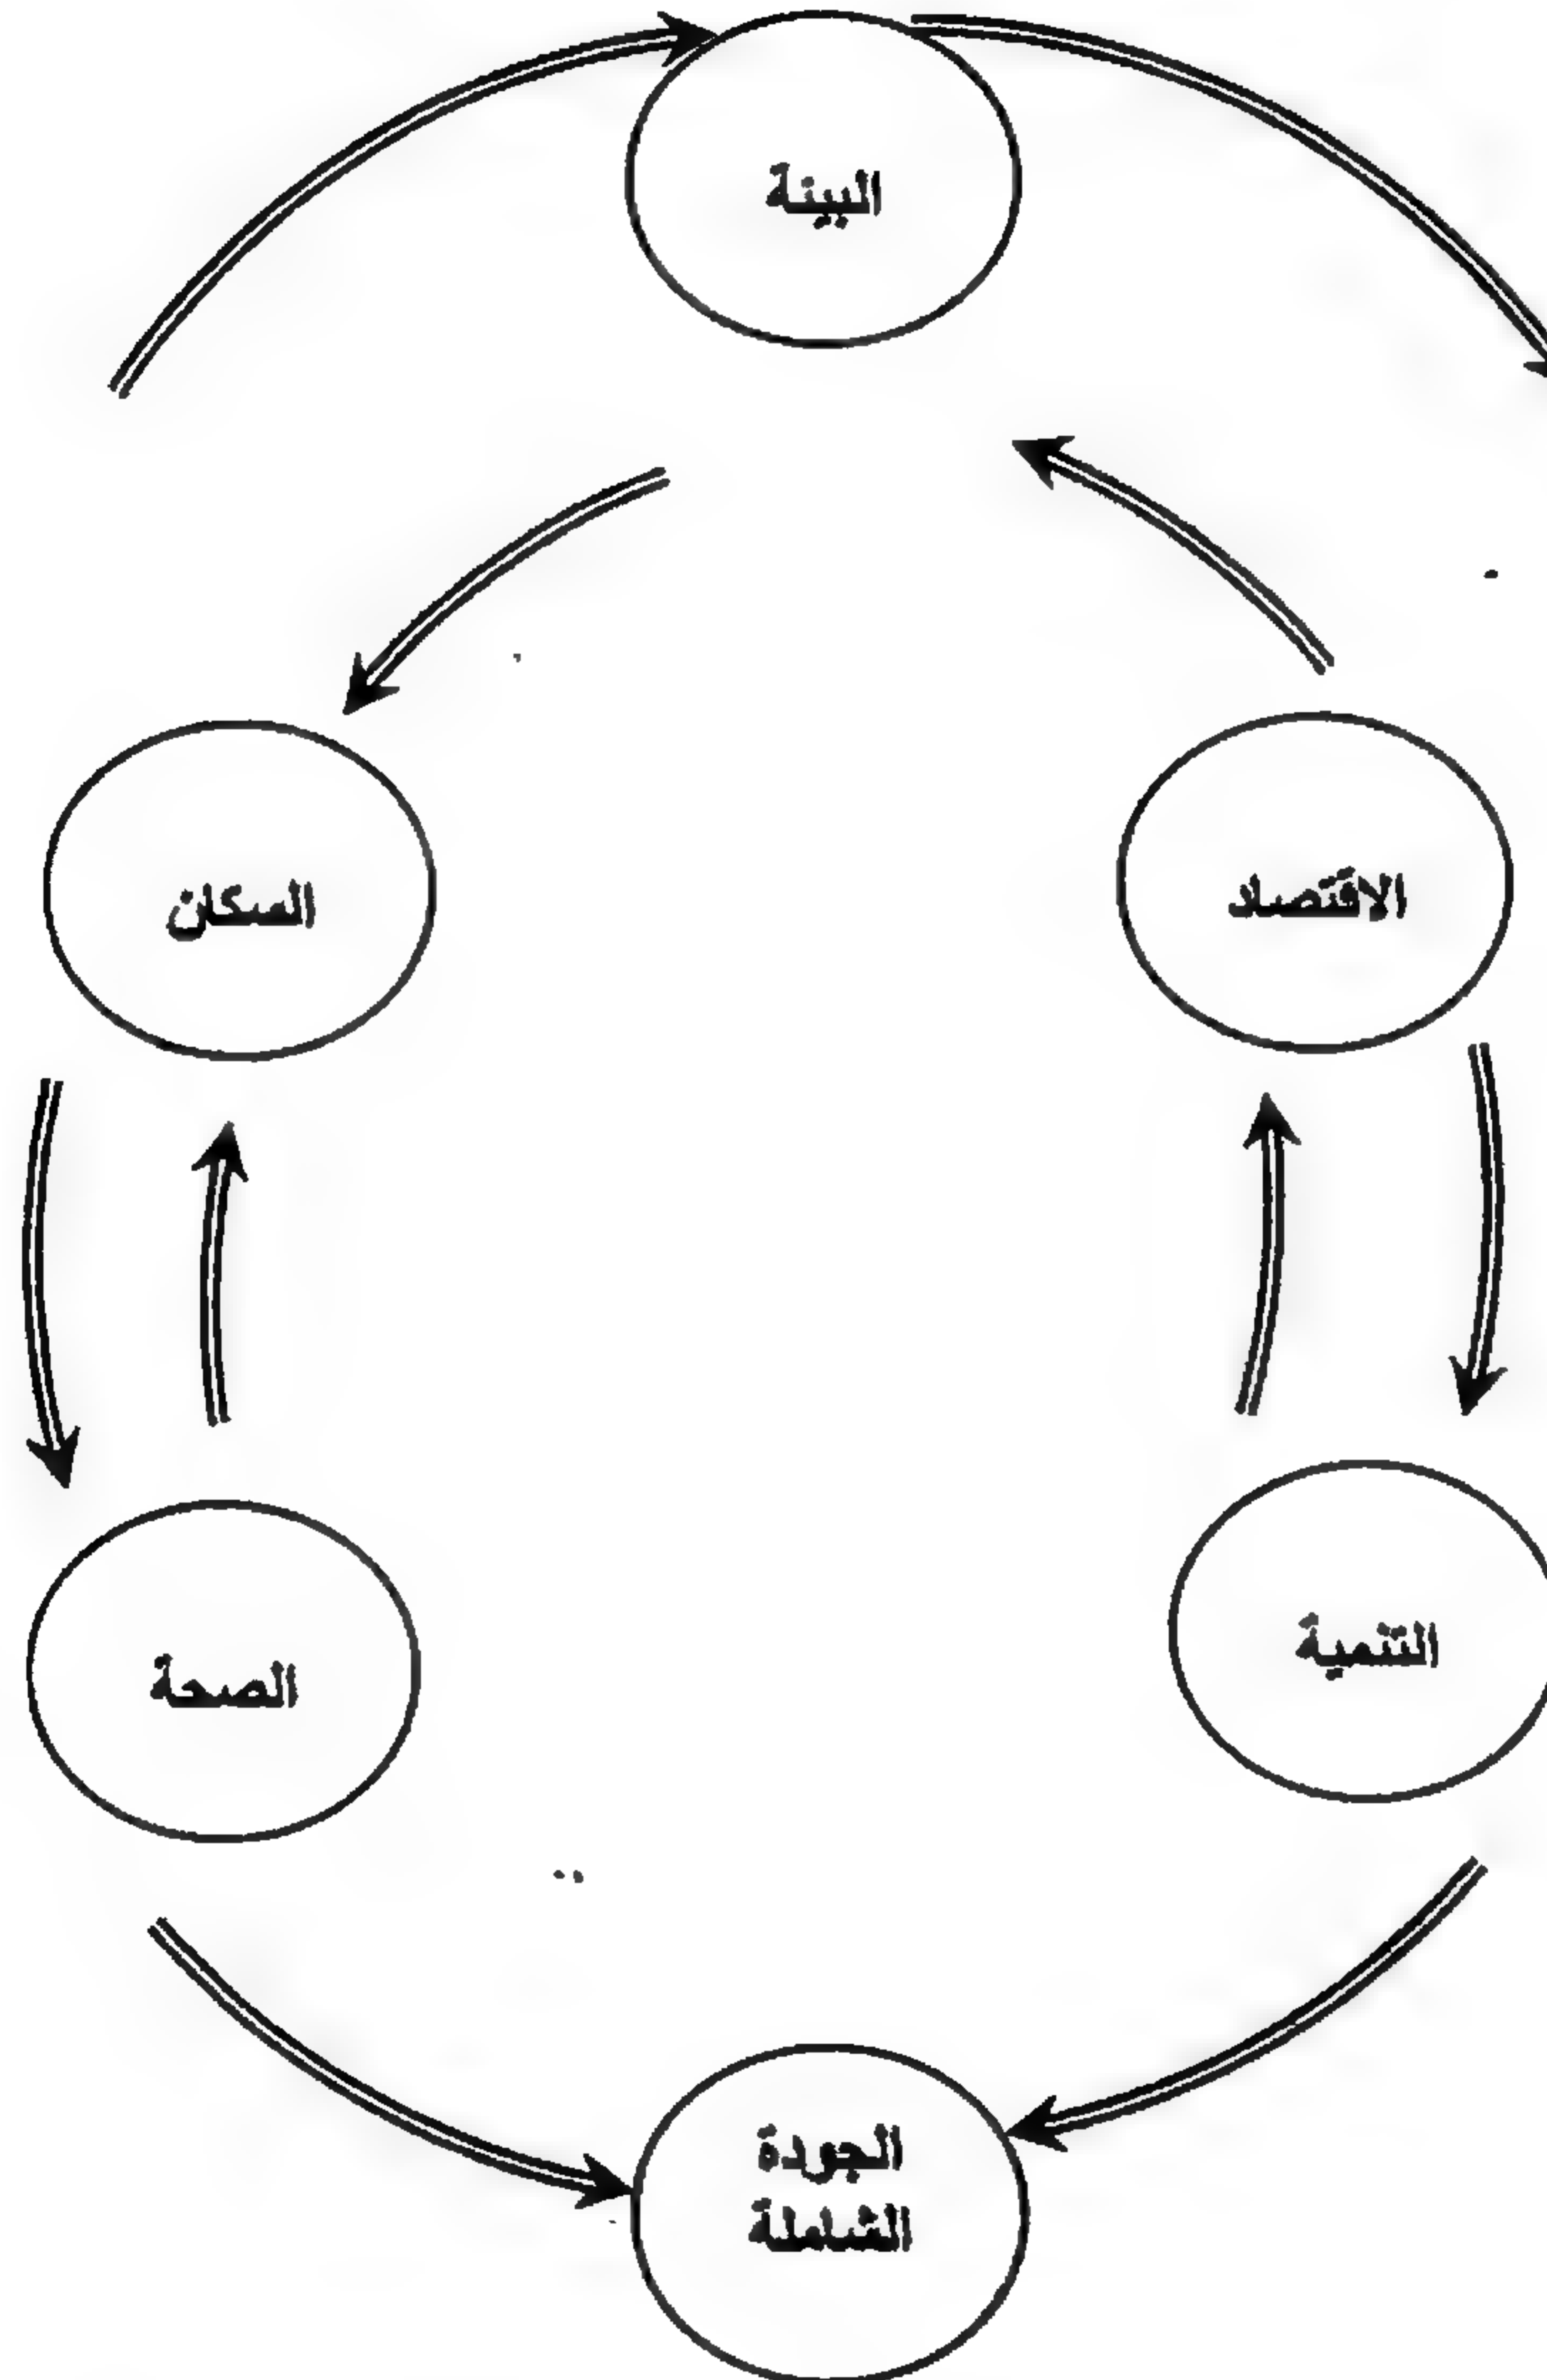 البيئة
السكان
الاقتصاد
الصحة
التنمية
الجودة
الشاملة